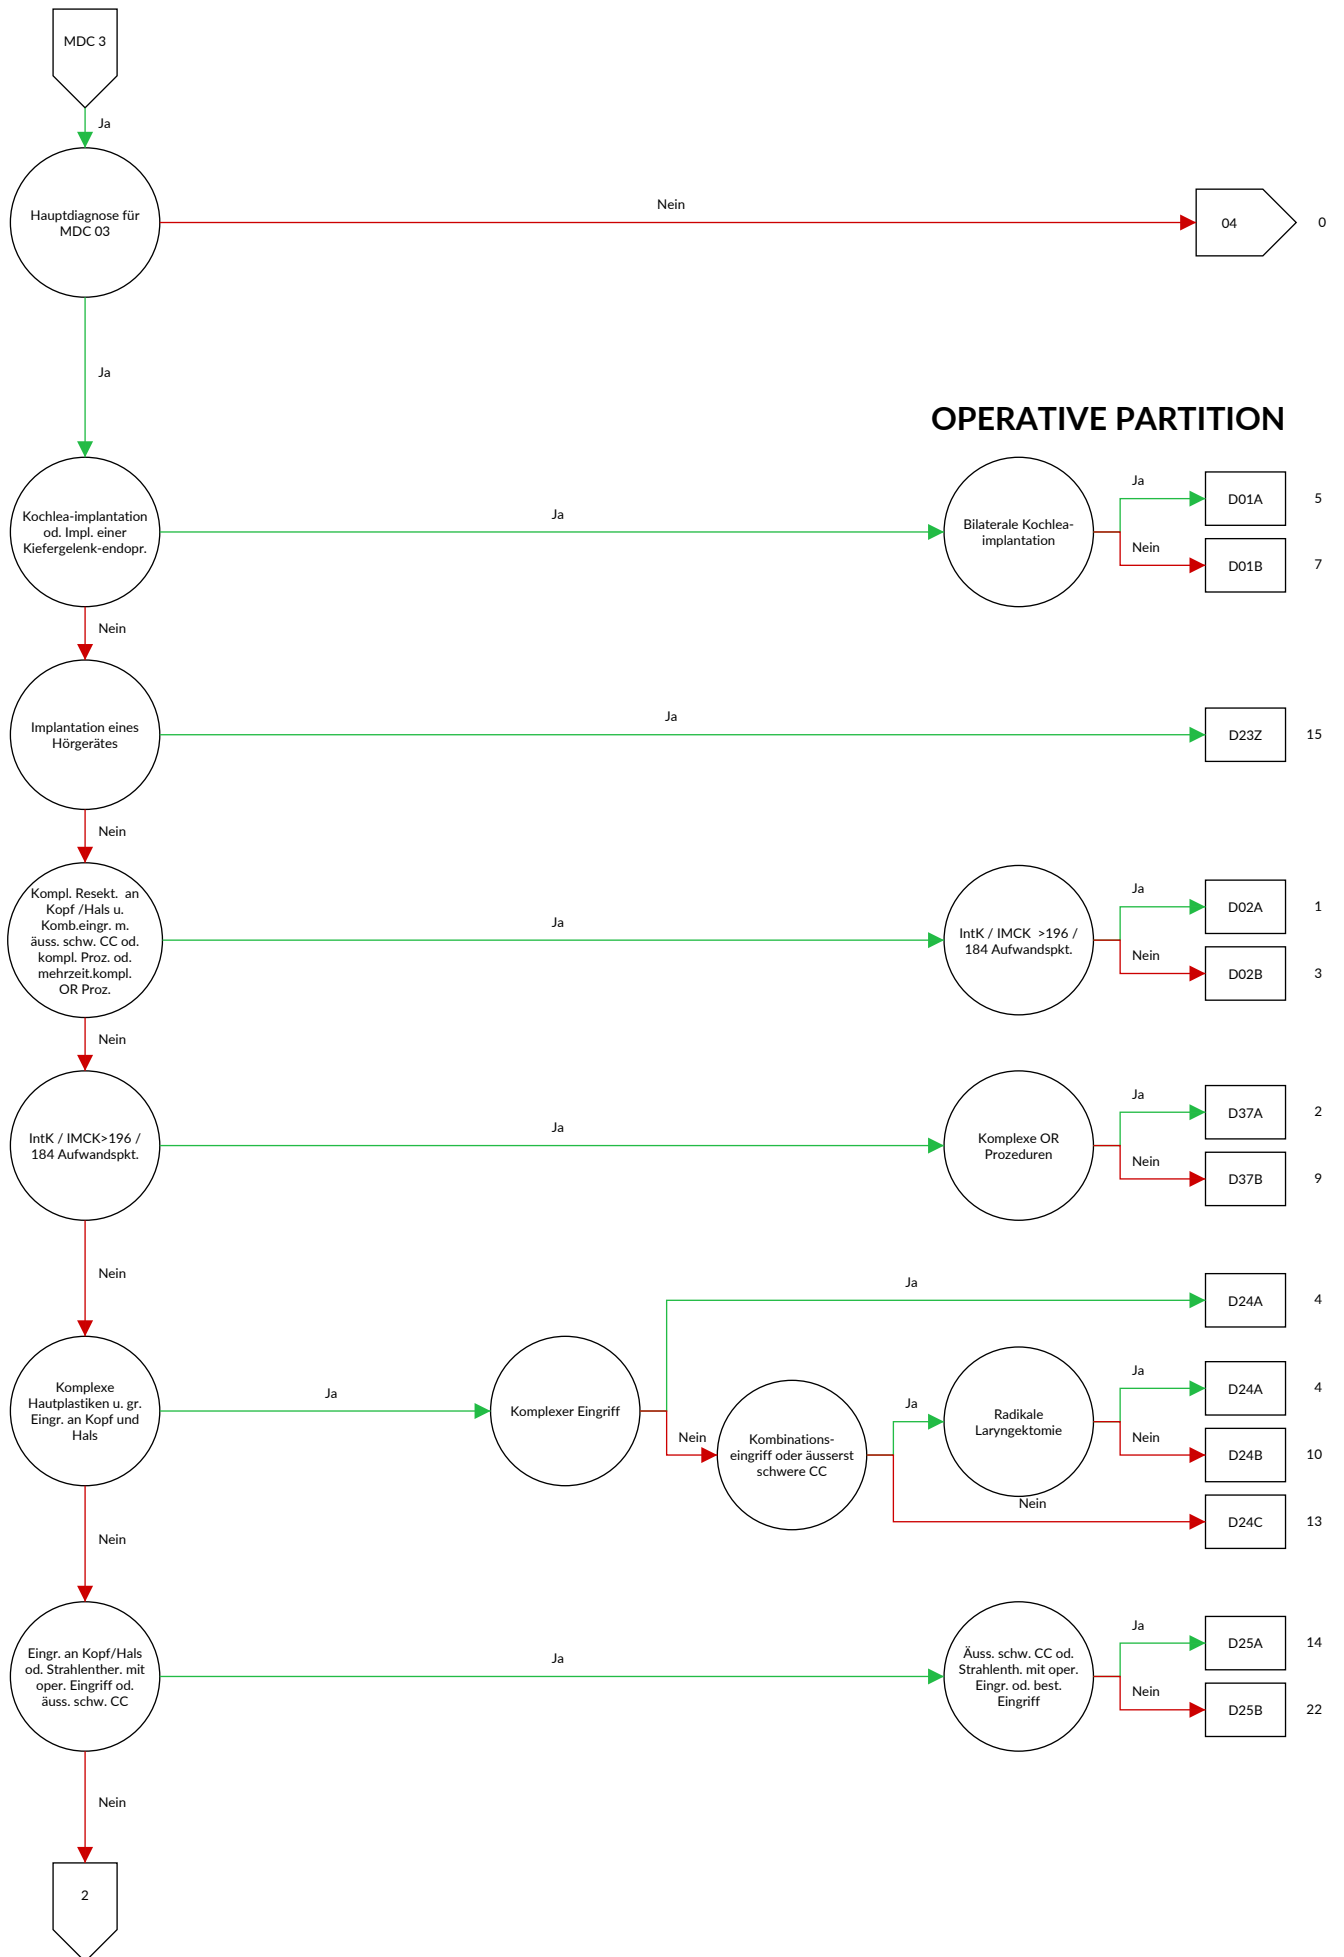 MDC 3
Ja
Hauptdiagnose für
MDC 03
Nein
04
0
Ja
OPERATIVE PARTITION
Kochlea-implantation
od. Impl. einer
Kiefergelenk-endopr.
Ja
Bilaterale Kochlea-
implantation
Ja
D01A
5
Nein
D01B
7
Nein
Implantation eines
Hörgerätes
Ja
D23Z
15
Nein
Kompl. Resekt. an
Kopf /Hals u.
Komb.eingr. m.
äuss. schw. CC od.
kompl. Proz. od.
mehrzeit.kompl.
OR Proz.
Ja
IntK / IMCK >196 /
184 Aufwandspkt.
Ja
D02A
1
Nein
D02B
3
Nein
IntK / IMCK>196 /
184 Aufwandspkt.
Ja
Komplexe OR
Prozeduren
Ja
D37A
2
Nein
D37B
9
Nein
Komplexe
Hautplastiken u. gr.
Eingr. an Kopf und
Hals
Ja
Komplexer Eingriff
Ja
D24A
4
Nein
Kombinations-
eingriff oder äusserst
schwere CC
Ja
Radikale
Laryngektomie
Ja
D24A
4
Nein
D24B
10
Nein
D24C
13
Nein
Eingr. an Kopf/Hals
od. Strahlenther. mit
oper. Eingriff od.
äuss. schw. CC
Ja
Äuss. schw. CC od.
Strahlenth. mit oper.
Eingr. od. best.
Eingriff
Ja
D25A
14
Nein
D25B
22
Nein
2